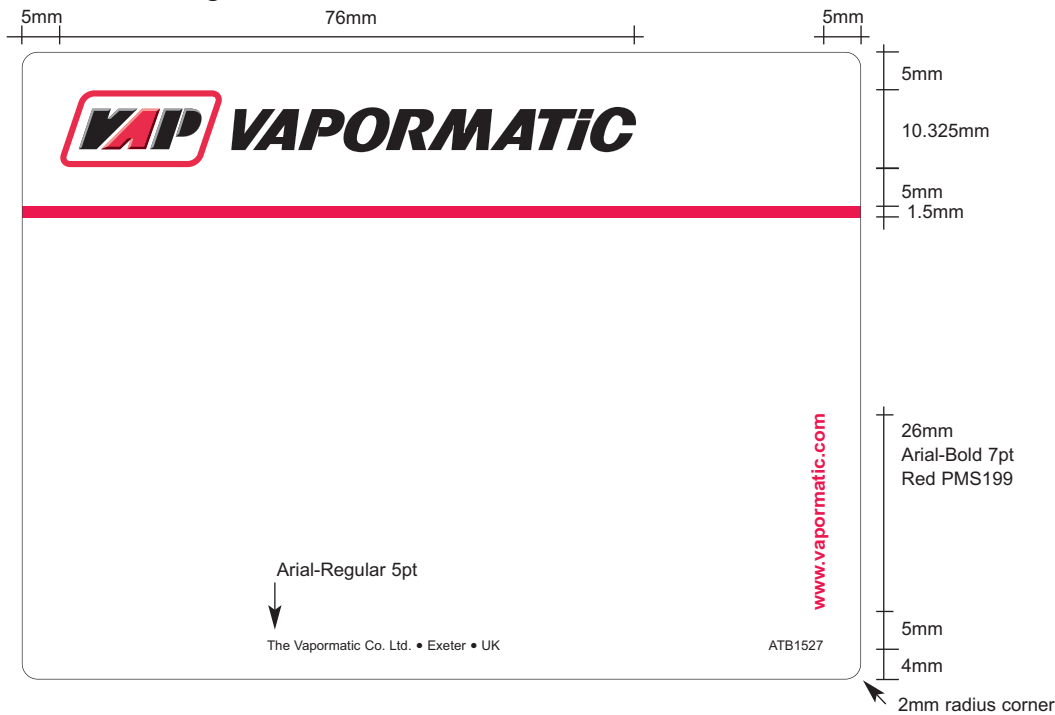 5mm
76mm
5mm
5mm
VAP VAPORMATiC
10.325mm
5mm
1.5mm
26mm
Arial-Bold 7pt
Red PMS199
www.vapormatic.com
Arial-Regular 5pt
5mm
The Vapormatic Co. Ltd. • Exeter • UK
ATB1527
4mm
2mm radius corner